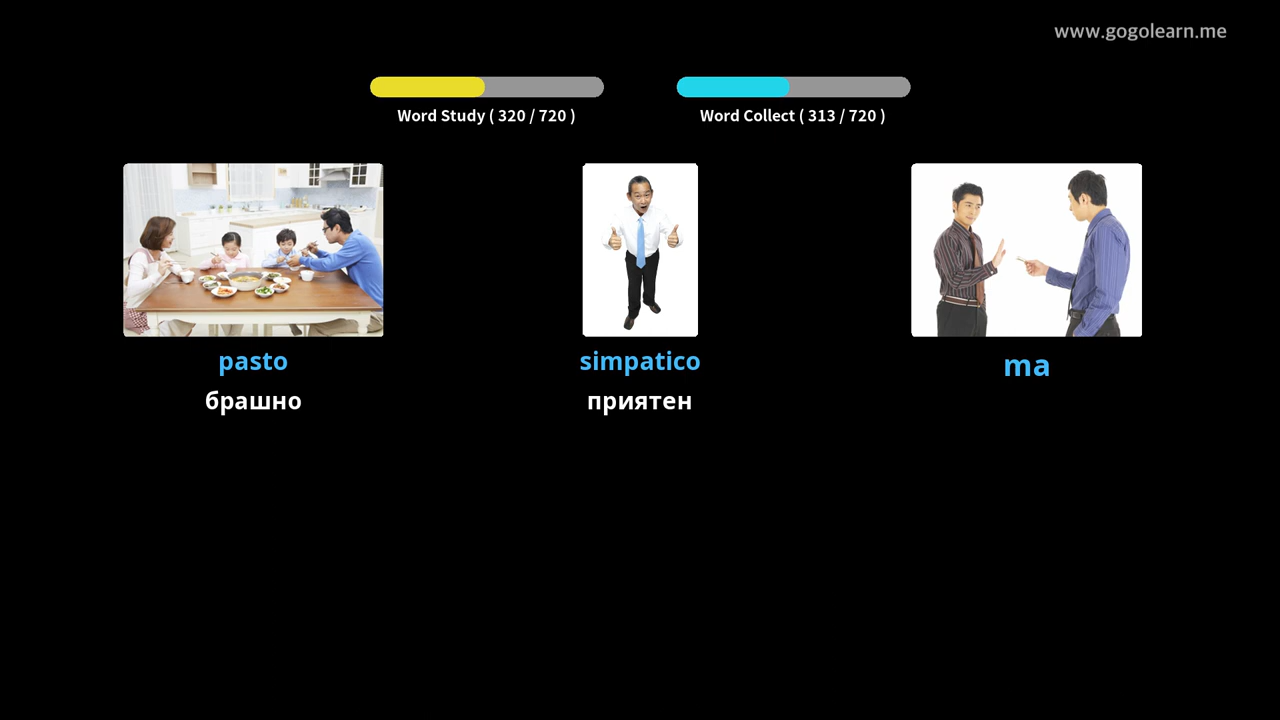 www.gogolearn.me
Word Study ( 320 / 720 )
Word Collect ( 313 / 720 )
pasto
брашно
simpatico
приятен
ma